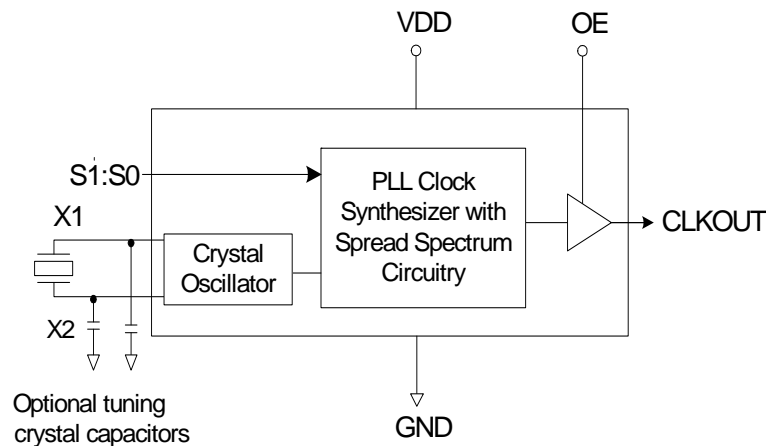 VDD
OE
S1:S0
PLL Clock
Synthesizer with
Spread Spectrum
Circuitry
CLKOUT
X1
Crystal
Oscillator
X2
Optional tuning
crystal capacitors
GND